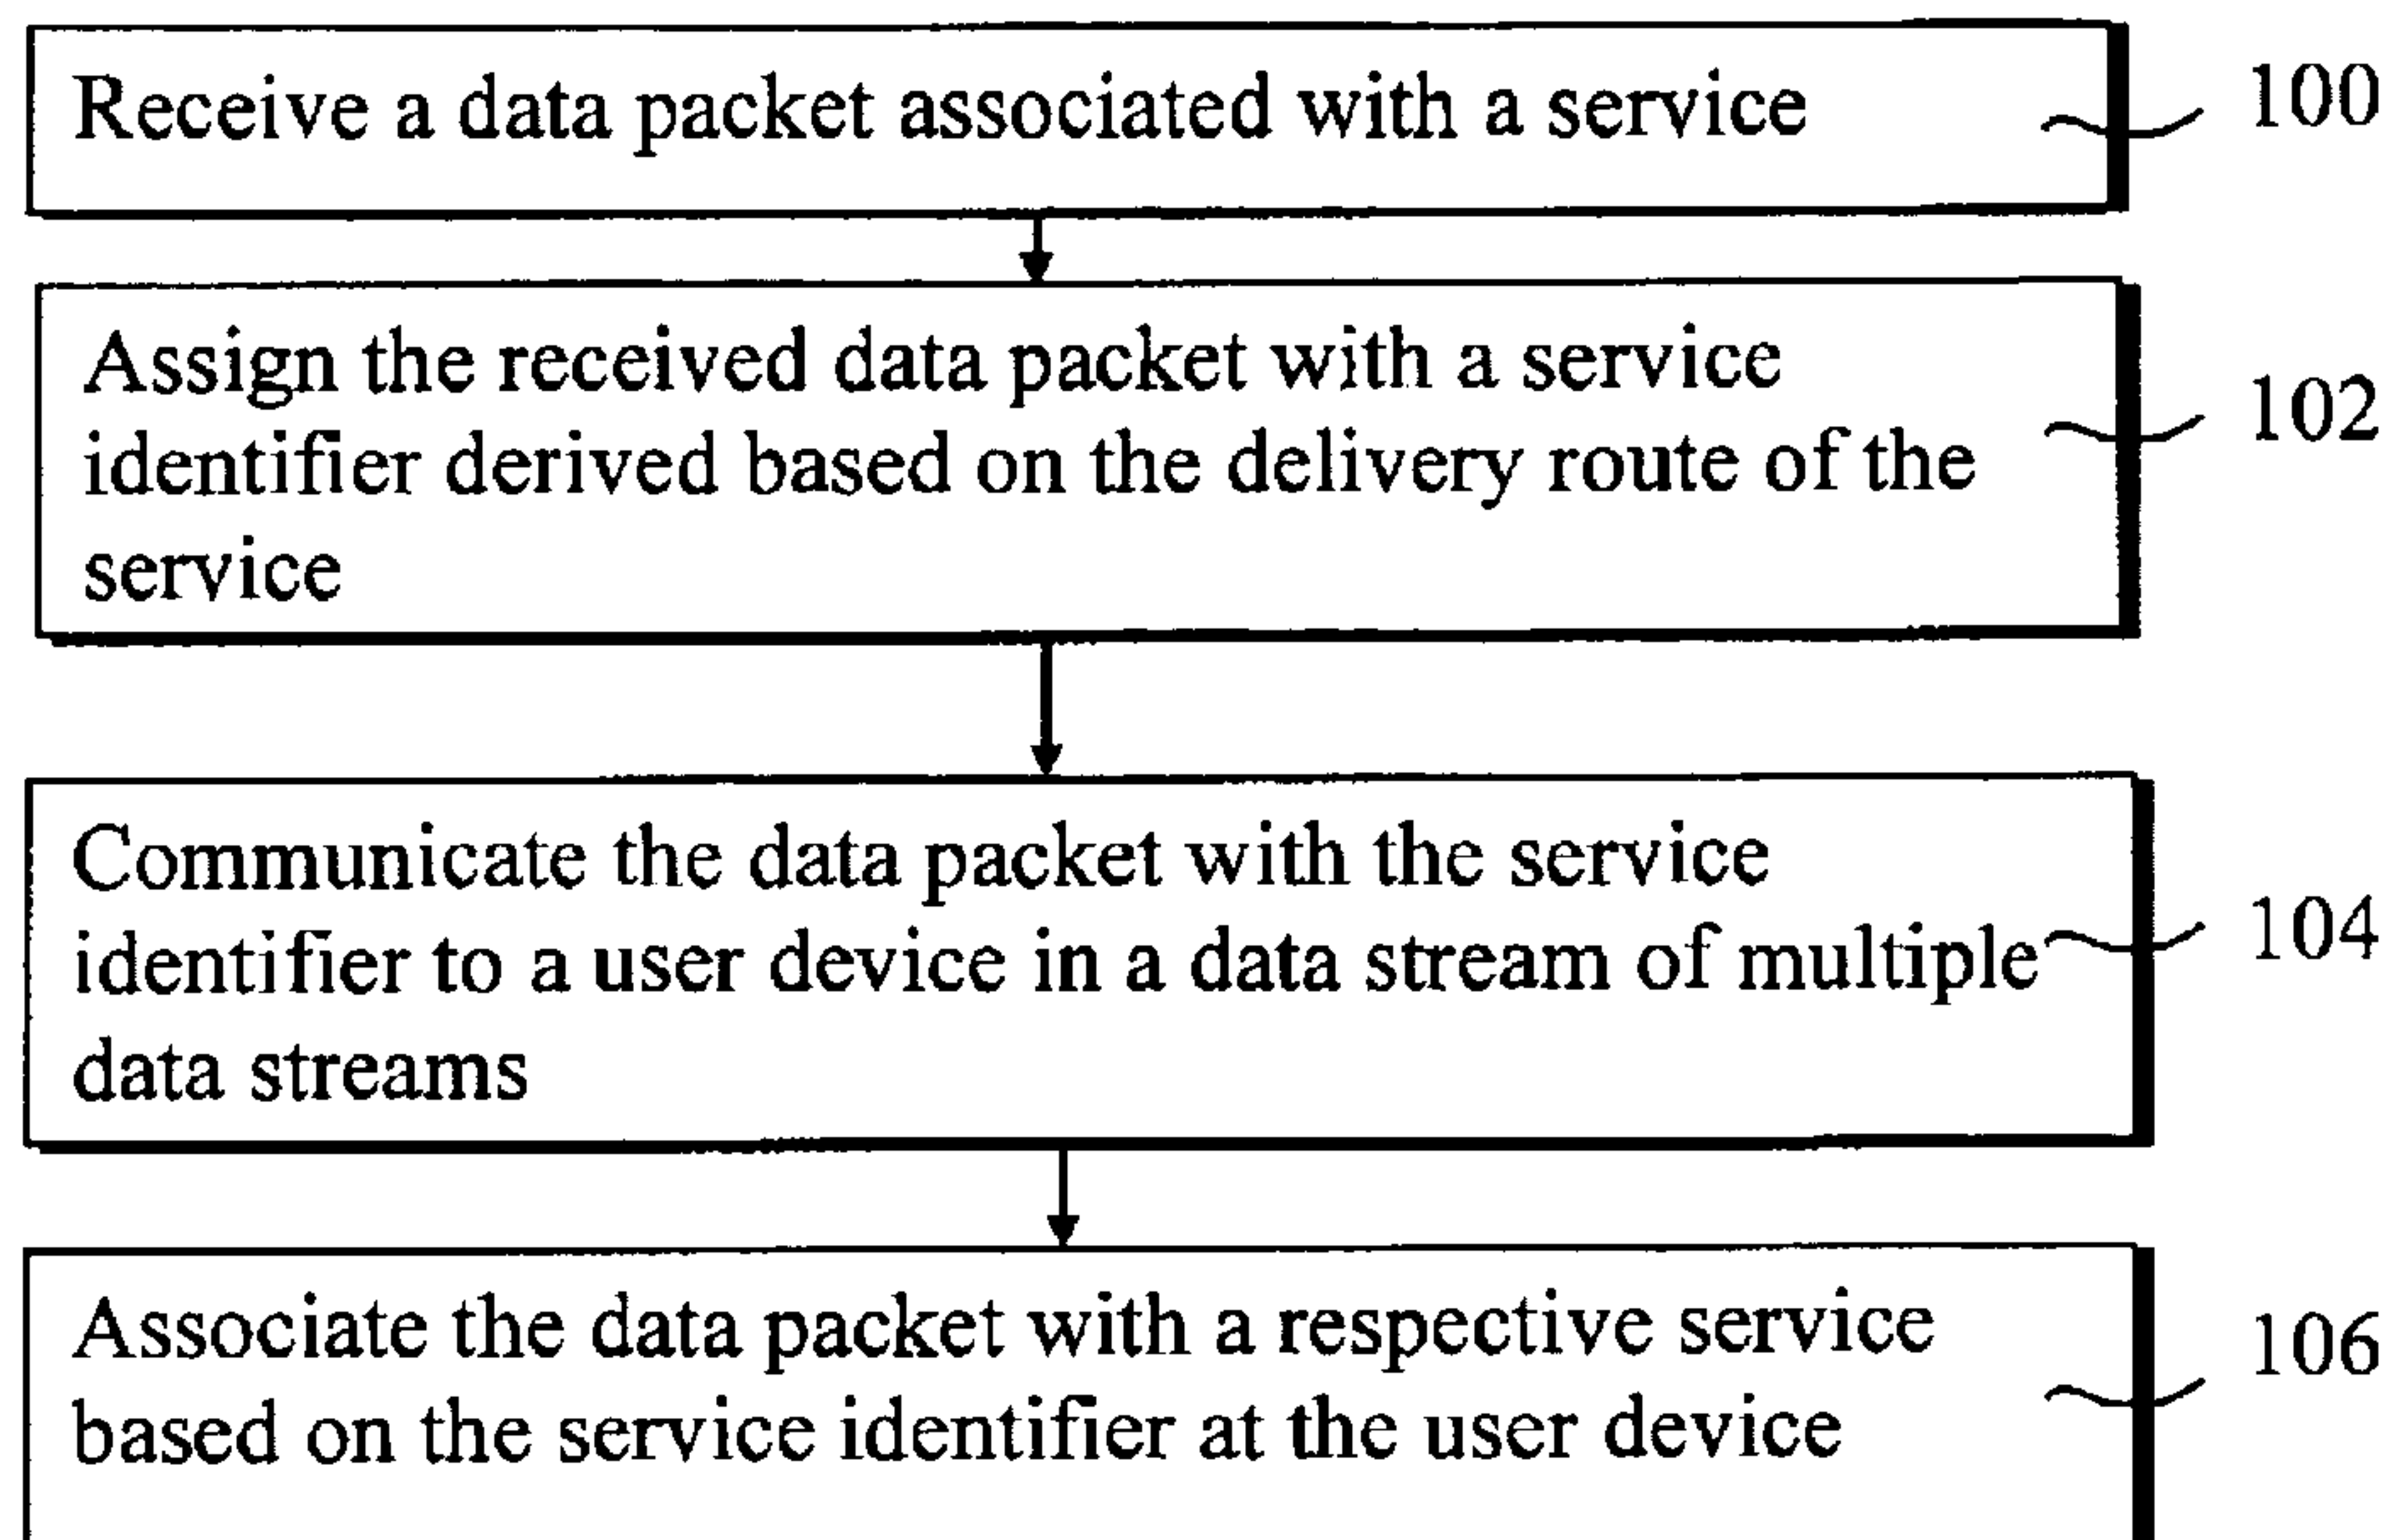 Receive a data packet associated with a service
100
Assign the received data packet with a service
identifier derived based on the delivery route of the
service
102
Communicate the data packet with the service
identifier to a user device in a data stream of multiple
data streams
104
Associate the data packet with a respective service
based on the service identifier at the user device
106